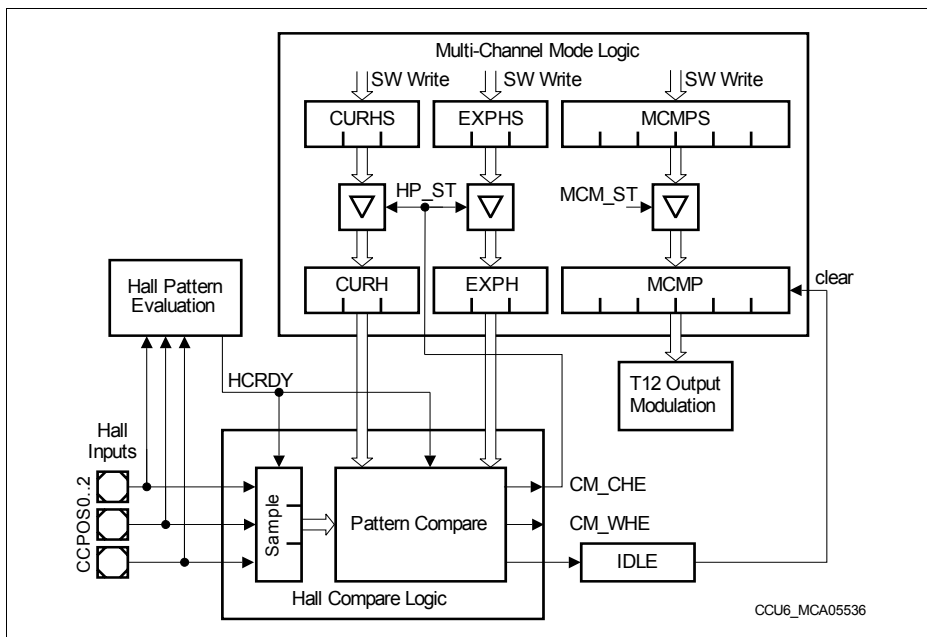 Multi-Channel Mode Logic
SW Write
SW Write
SW Write
CURHS
EXPHS
MCMPS
HP_ST
MCM_ST
Hall Pattern
Evaluation
CURH
EXPH
MCMP
clear
HCRDY
T12 Output
Modulation
Hall
Inputs
CCPOS0..2
Sample
Pattern Compare
CM_CHE
CM_WHE
IDLE
Hall Compare Logic
CCU6_MCA05536